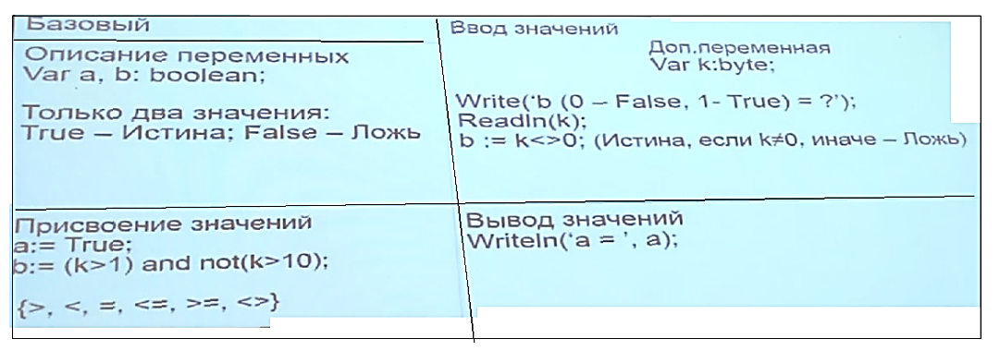 Базовый
Описание переменных
Var a, b: boolean;
Только два значения:
True – Истина; False – Ложь
Ввод значений
Доп.переменная
Var k:byte;
Write(‘b (0 – False, 1- True) = ?’);
Readln(k);
b := k<>0; (Истина, если k≠0, иначе – Ложь)
Присвоение значений
a:= True;
b:= (k>1) and not(k>10);
{>, <, =, <=, >=, <>}
Вывод значений
Writeln(‘a = ’, a);